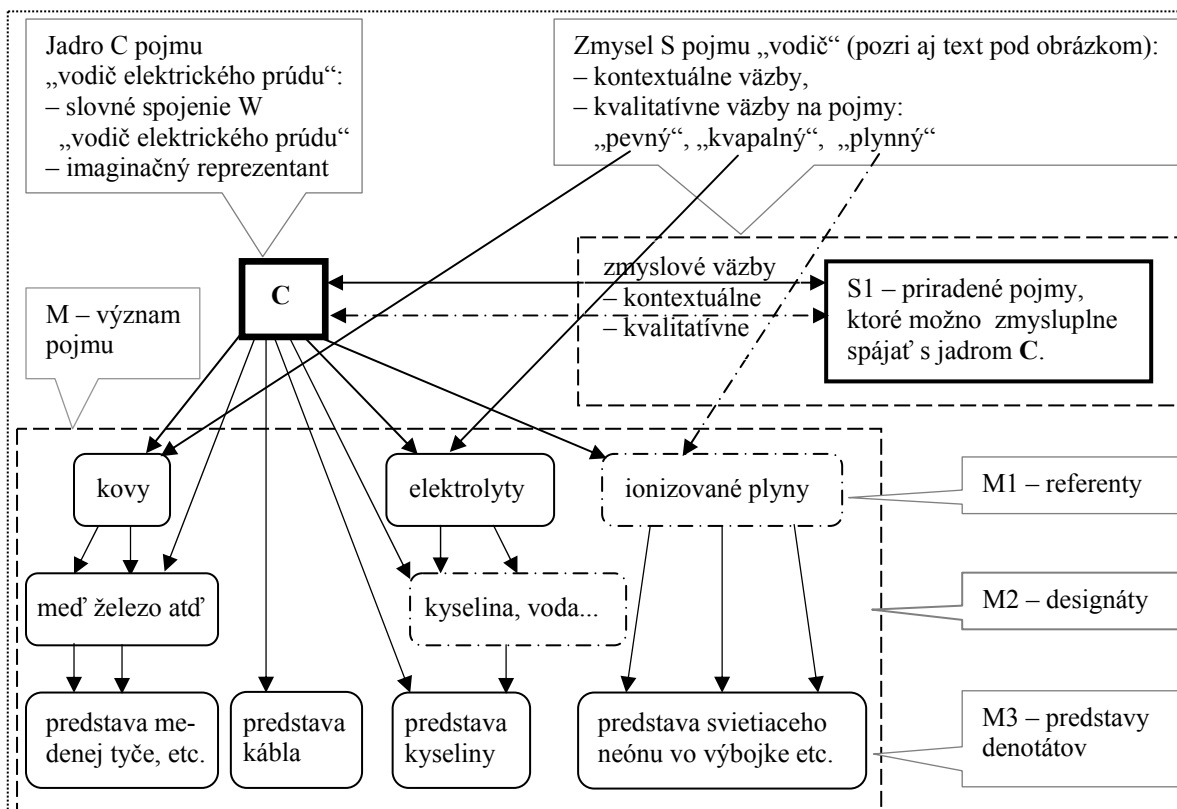 Jadro C pojmu
„vodič elektrického prúdu“:
– slovné spojenie W
„vodič elektrického prúdu“
– imaginačný reprezentant
Zmysel S pojmu „vodič“ (pozri aj text pod obrázkom):
– kontextuálne väzby,
– kvalitatívne väzby na pojmy:
„pevný“, „kvapalný“, „plynný“
C
zmyslové väzby
– kontextuálne
– kvalitatívne
S1 – priradené pojmy,
ktoré možno zmysluplne
spájať s jadrom C.
M – význam
pojmu
kovy
elektrolyty
ionizované plyny
M1 – referenty
meď železo atď
kyselina, voda...
M2 – designáty
predstava me-
denej tyče, etc.
predstava
kábla
predstava
kyseliny
predstava svietiaceho
neónu vo výbojke etc.
M3 – predstavy
denotátov